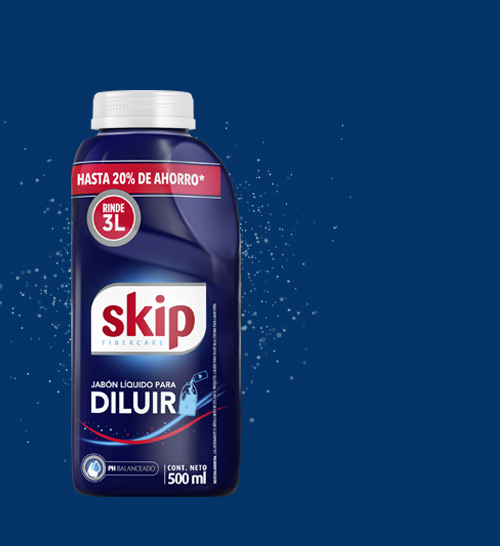 HASTA 20% DE AHORRO*
RINDE
3L
skip
FIBERCARE
JABÓN LÍQUIDO PARA
DILUIR
PH BALANCEADO
CONT. NETO
500 ml